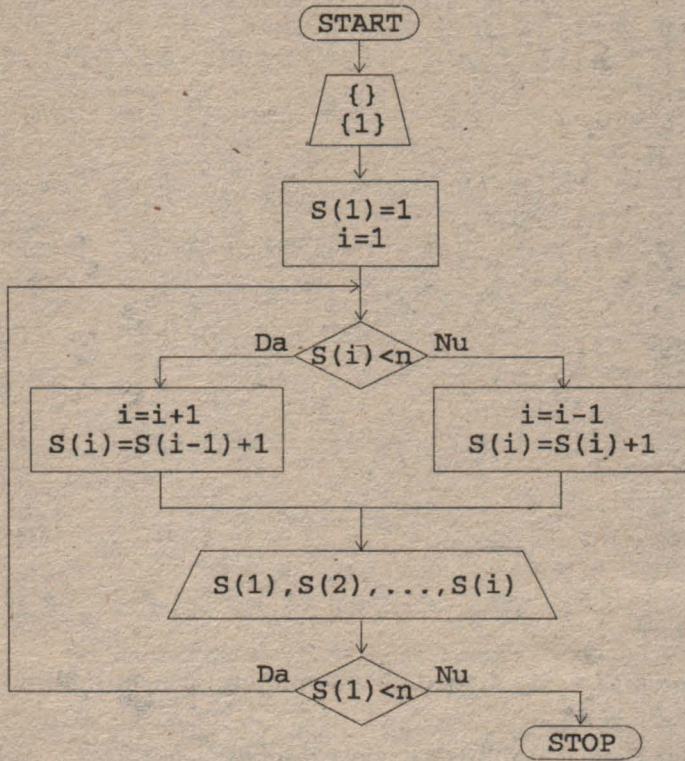 START
{}
{1}
S(1)=1
i=1
S(i)<n
Da
Nu
i=i+1
S(i)=S(i-1)+1
i=i-1
S(i)=S(i)+1
S(1),S(2),...,S(i)
Da
S(1)<n
Nu
STOP